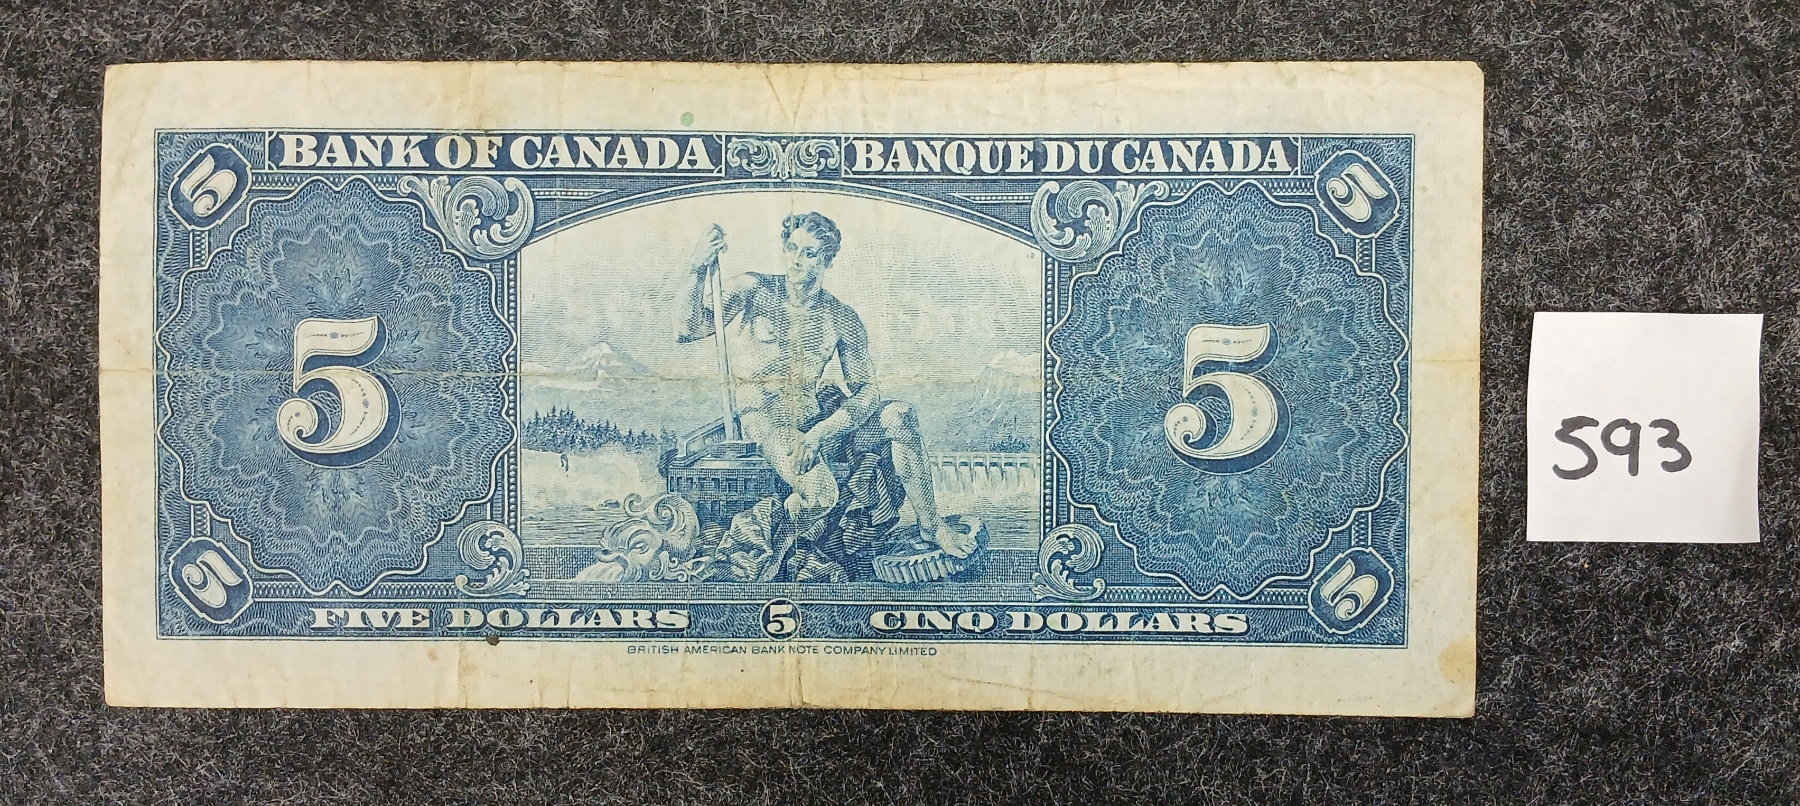 BANK OF CANADA
BANQUE DU CANADA
5
5
12
5
5
593
5
5
FIVE DOLLARS
5
CINQ DOLLARS
BRITISH AMERICAN BANK NOTE COMPANY LIMITED